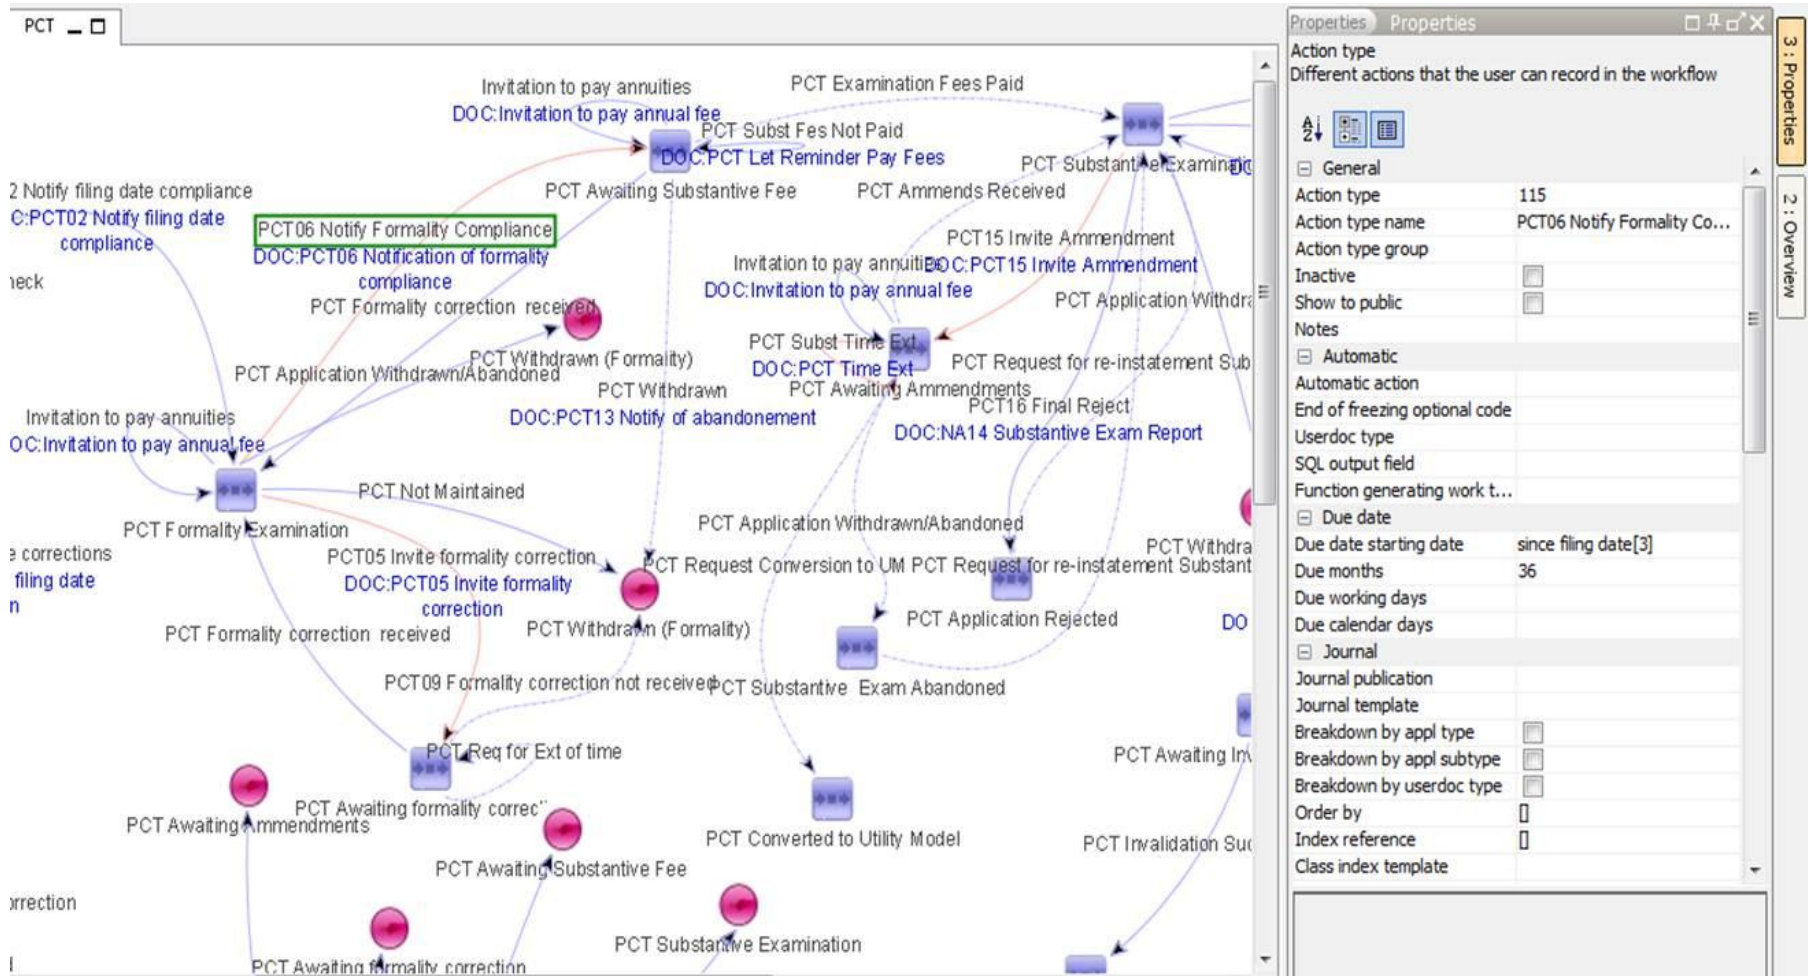 PCT
Properties
Properties
Action type
Different actions that the user can record in the workflow
3 : Properties
2 : Overview
Invitation to pay annuities
DOC:Invitation to pay annual fee
PCT Examination Fees Paid
PCT Subst Fes Not Paid
DOC:PCT Let Reminder Pay Fees
PCT Awaiting Substantive Fee
PCT Substantive Examinatio
PCT Ammends Received
2 Notify filing date compliance
C:PCT02 Notify filing date
compliance
PCT06 Notify Formality Compliance
DOC:PCT06 Notification of formality
compliance
PCT15 Invite Ammendment
DOC:PCT15 Invite Ammendment
Invitation to pay annuities
DOC:Invitation to pay annual fee
heck
PCT Formality correction received
PCT Application Withdra
PCT Subst Time Ext
DOC:PCT Time Ext
PCT Withdrawn (Formality)
PCT Request for re-instatement Sub
PCT Application Withdrawn/Abandoned
PCT Withdrawn
DOC:PCT13 Notify of abandonement
PCT Awaiting Ammendments
PCT16 Final Reject
DOC:NA14 Substantive Exam Report
Invitation to pay annuities
OC:Invitation to pay annual fee
PCT Not Maintained
PCT Formality Examination
PCT Application Withdrawn/Abandoned
e corrections
filing date
n
PCT05 Invite formality correction
DOC:PCT05 Invite formality
correction
PCT Withdra
PCT Request Conversion to UM
PCT Request for re-instatement Substant
PCT Formality correction received
PCT Withdrawn (Formality)
PCT Application Rejected
DO
PCT09 Formality correction not received
PCT Substantive Exam Abandoned
PCT Req for Ext of time
PCT Awaiting Inv
PCT Awaiting formality correc
PCT Awaiting Ammendments
PCT Converted to Utility Model
PCT Invalidation Suc
PCT Awaiting Substantive Fee
orrection
PCT Substantive Examination
PCT Awaiting formality correction
General
Action type 115
Action type name PCT06 Notify Formality Co...
Action type group
Inactive
Show to public
Notes
Automatic
Automatic action
End of freezing optional code
Userdoc type
SQL output field
Function generating work t...
Due date
Due date starting date since filing date[3]
Due months 36
Due working days
Due calendar days
Journal
Journal publication
Journal template
Breakdown by appl type
Breakdown by appl subtype
Breakdown by userdoc type
Order by []
Index reference []
Class index template